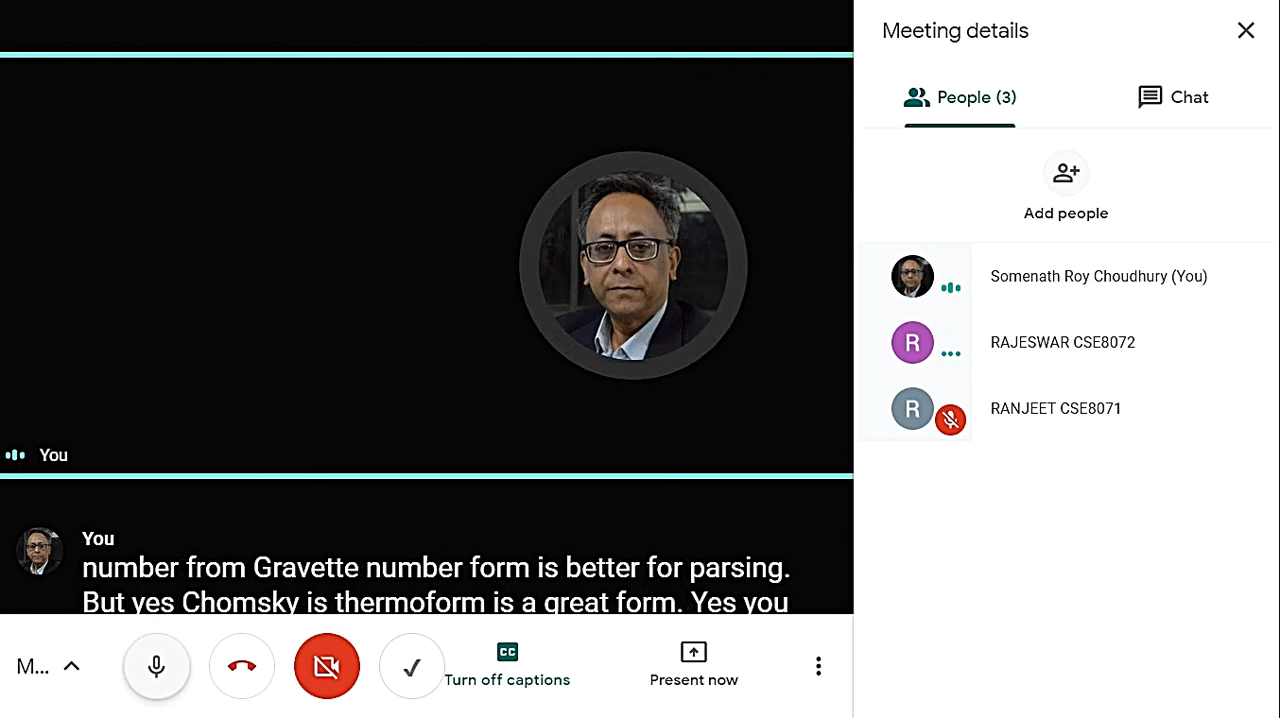 Meeting details
People (3)
Chat
Add people
Somenath Roy Choudhury (You)
R
RAJESWAR CSE8072
R
RANJEET CSE8071
You
You
number from Gravette number form is better for parsing.
But yes Chomsky is thermoform is a great form. Yes you
M...
CC
Turn off captions
Present now